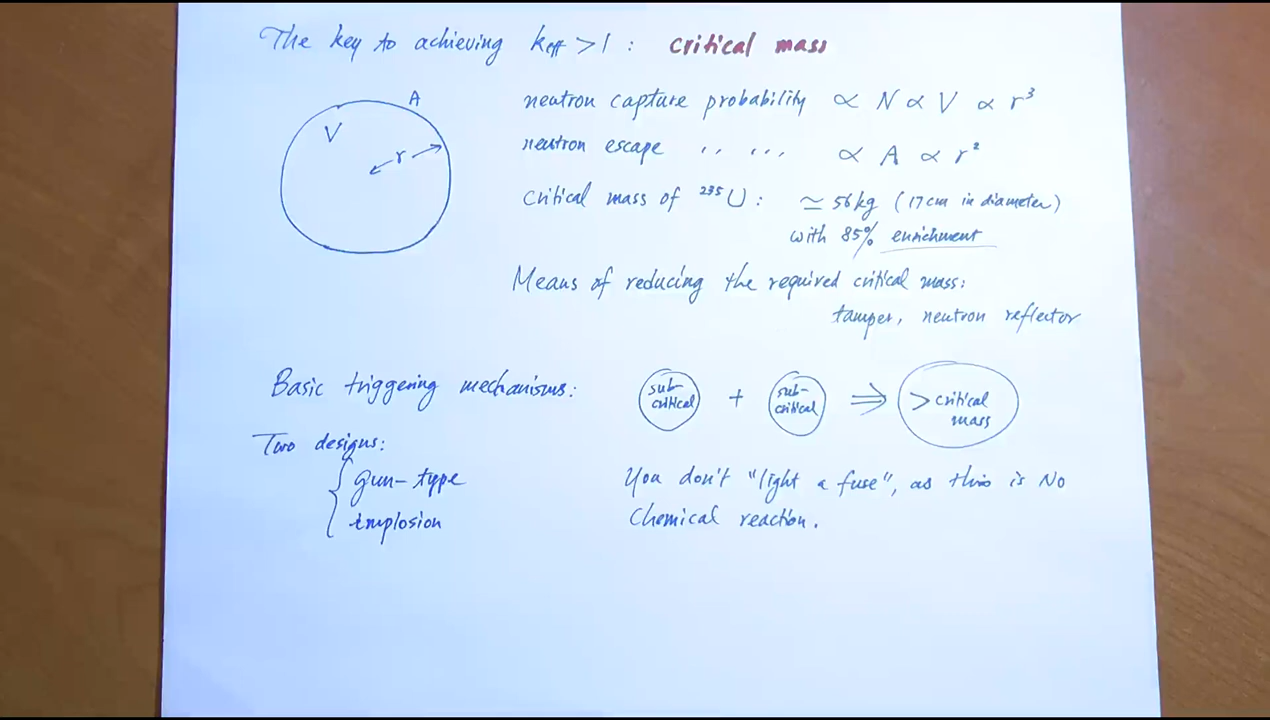 The key to achieving keff > 1 : critical mass
A
V
r
neutron capture probability ∝ N ∝ V ∝ r³
neutron escape ,, ,,, ∝ A ∝ r²
critical mass of ²³⁵U : ≃ 56 kg (17 cm in diameter)
with 85% enrichment
Means of reducing the required critical mass:
tamper, neutron reflector
Basic triggering mechanisms: sub-critical + sub-critical ⇒ > critical mass
Two designs:
{ gun-type
implosion
You don't "light a fuse", as this is NO
chemical reaction.